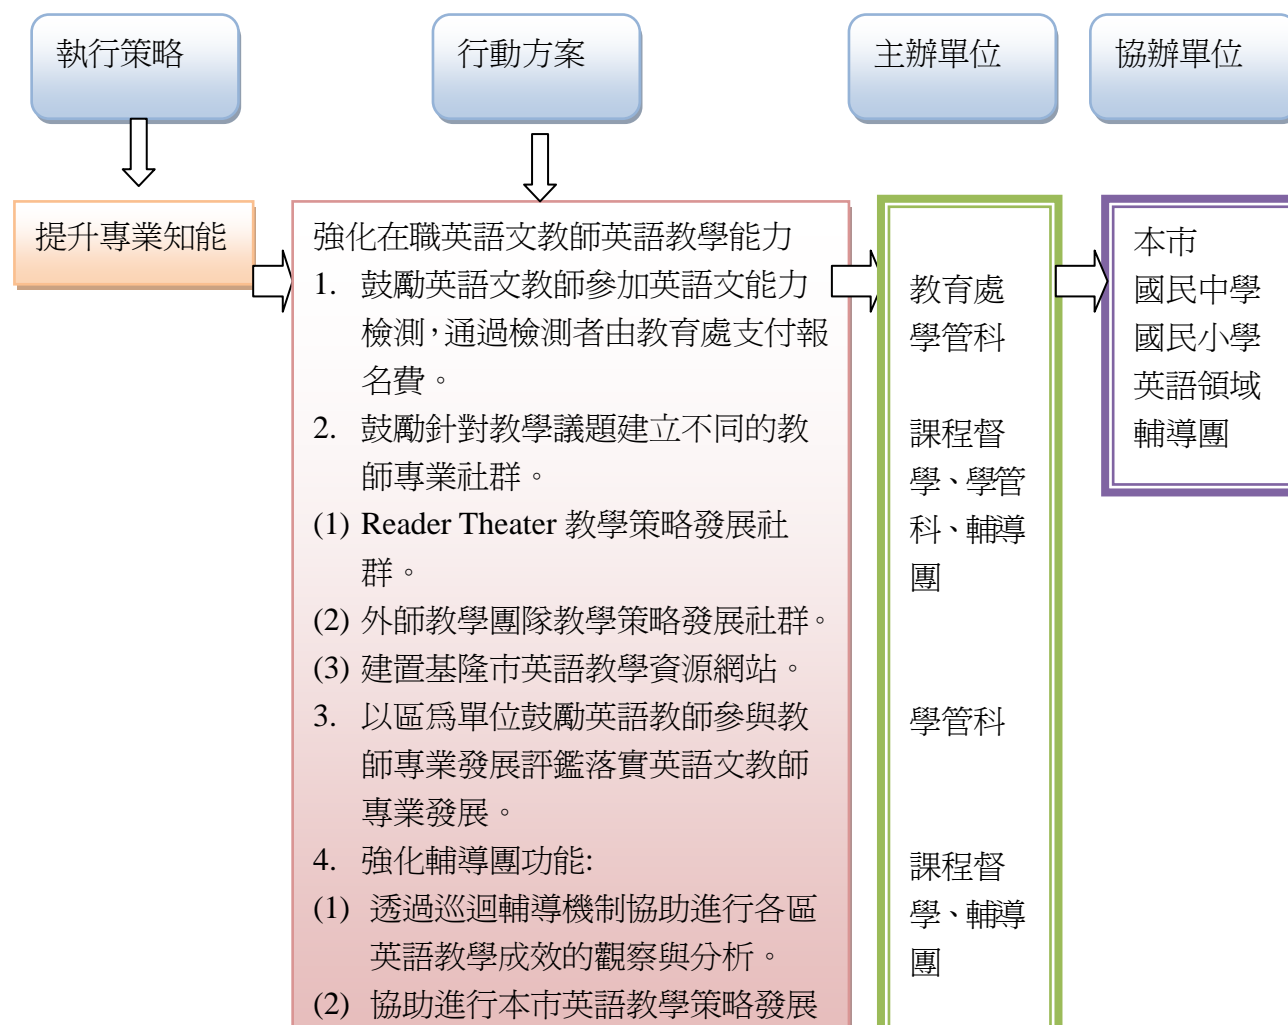 執行策略
行動方案
主辦單位
協辦單位
提升專業知能
強化在職英語文教師英語教學能力
1. 鼓勵英語文教師參加英語文能力
檢測，通過檢測者由教育處支付報
名費。
2. 鼓勵針對教學議題建立不同的教
師專業社群。
(1) Reader Theater 教學策略發展社
群。
(2) 外師教學團隊教學策略發展社群。
(3) 建置基隆市英語教學資源網站。
3. 以區為單位鼓勵英語教師參與教
師專業發展評鑑落實英語文教師
專業發展。
4. 強化輔導團功能:
(1) 透過巡迴輔導機制協助進行各區
英語教學成效的觀察與分析。
(2) 協助進行本市英語教學策略發展
教育處
學管科
課程督
學、學管
科、輔導
團
學管科
課程督
學、輔導
團
本市
國民中學
國民小學
英語領域
輔導團